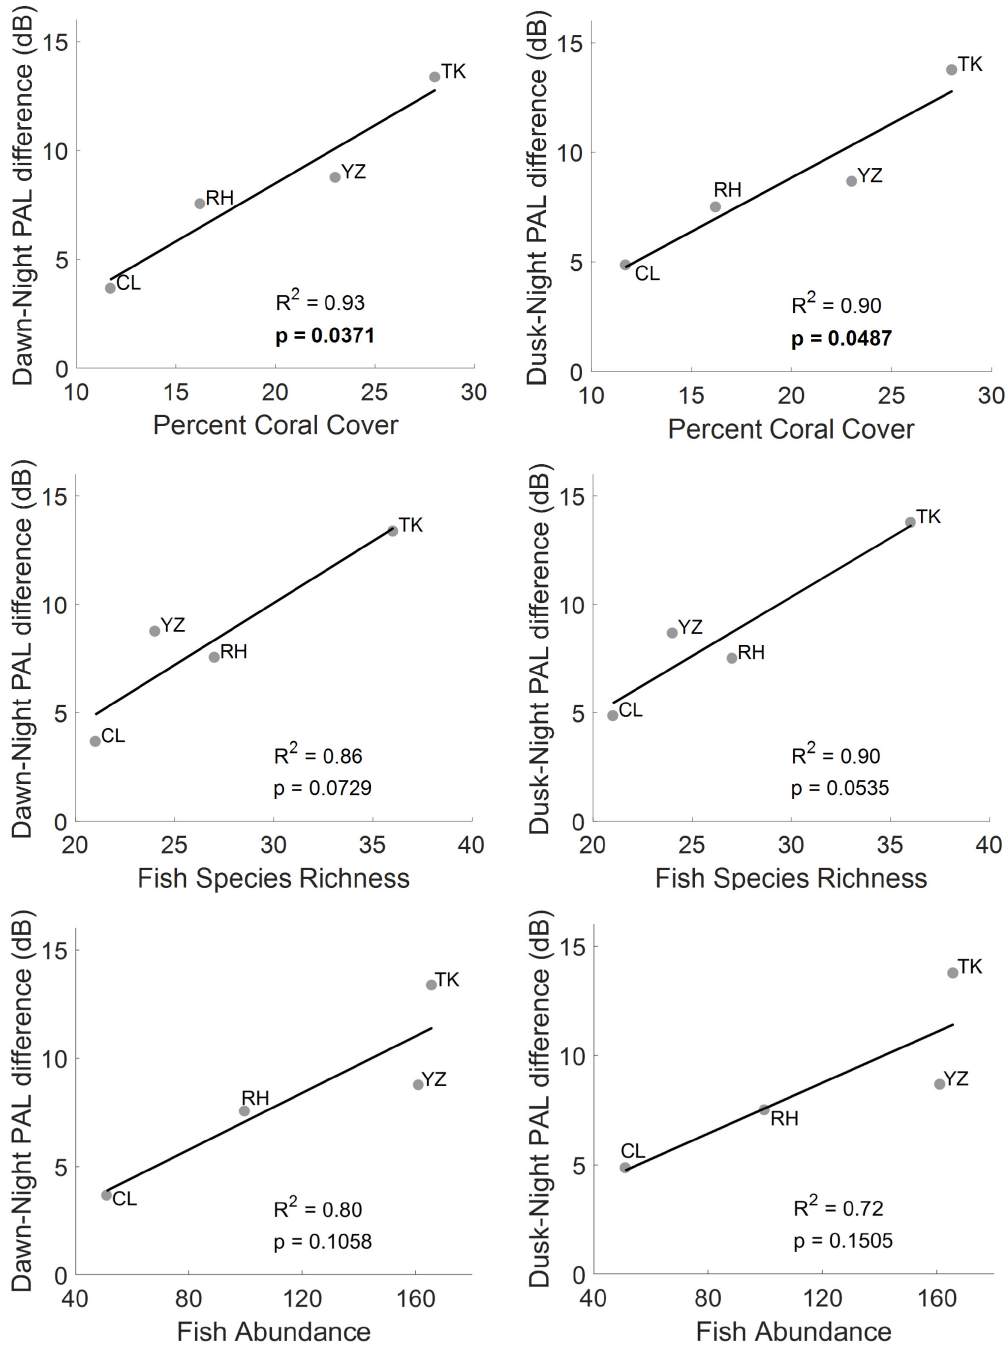 Dawn-Night PAL difference (dB)
15
10
5
0
TK
YZ
RH
CL
R² = 0.93
p = 0.0371
10 15 20 25 30
Percent Coral Cover
Dusk-Night PAL difference (dB)
15
10
5
0
TK
YZ
RH
CL
R² = 0.90
p = 0.0487
10 15 20 25 30
Percent Coral Cover
Dawn-Night PAL difference (dB)
15
10
5
0
TK
YZ
RH
CL
R² = 0.86
p = 0.0729
20 25 30 35 40
Fish Species Richness
Dusk-Night PAL difference (dB)
15
10
5
0
TK
YZ
RH
CL
R² = 0.90
p = 0.0535
20 25 30 35 40
Fish Species Richness
Dawn-Night PAL difference (dB)
15
10
5
0
TK
YZ
RH
CL
R² = 0.80
p = 0.1058
40 80 120 160
Fish Abundance
Dusk-Night PAL difference (dB)
15
10
5
0
TK
YZ
RH
CL
R² = 0.72
p = 0.1505
40 80 120 160
Fish Abundance